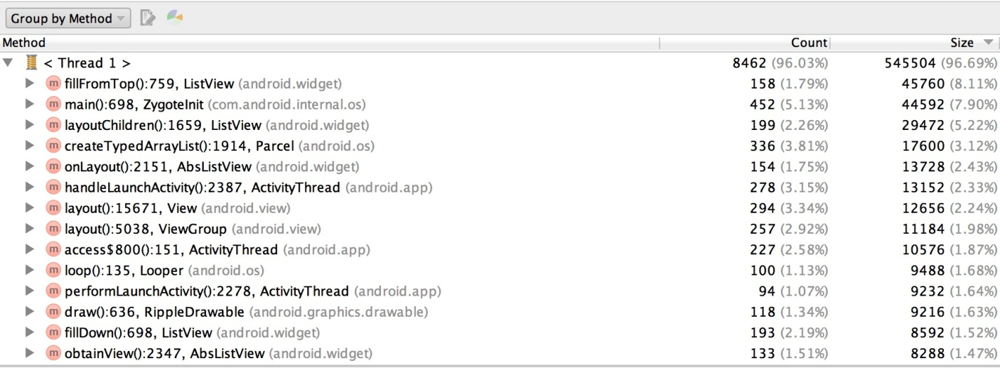 Group by Method
Method Count Size
< Thread 1 > 8462 (96.03%) 545504 (96.69%)
m fillFromTop():759, ListView (android.widget) 158 (1.79%) 45760 (8.11%)
m main():698, ZygoteInit (com.android.internal.os) 452 (5.13%) 44592 (7.90%)
m layoutChildren():1659, ListView (android.widget) 199 (2.26%) 29472 (5.22%)
m createTypedArrayList():1914, Parcel (android.os) 336 (3.81%) 17600 (3.12%)
m onLayout():2151, AbsListView (android.widget) 154 (1.75%) 13728 (2.43%)
m handleLaunchActivity():2387, ActivityThread (android.app) 278 (3.15%) 13152 (2.33%)
m layout():15671, View (android.view) 294 (3.34%) 12656 (2.24%)
m layout():5038, ViewGroup (android.view) 257 (2.92%) 11184 (1.98%)
m access$800():151, ActivityThread (android.app) 227 (2.58%) 10576 (1.87%)
m loop():135, Looper (android.os) 100 (1.13%) 9488 (1.68%)
m performLaunchActivity():2278, ActivityThread (android.app) 94 (1.07%) 9232 (1.64%)
m draw():636, RippleDrawable (android.graphics.drawable) 118 (1.34%) 9216 (1.63%)
m fillDown():698, ListView (android.widget) 193 (2.19%) 8592 (1.52%)
m obtainView():2347, AbsListView (android.widget) 133 (1.51%) 8288 (1.47%)